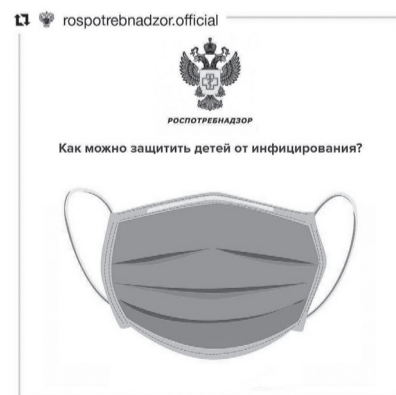 rospotrebnadzor.official
РОСПОТРЕБНАДЗОР
Как можно защитить детей от инфицирования?